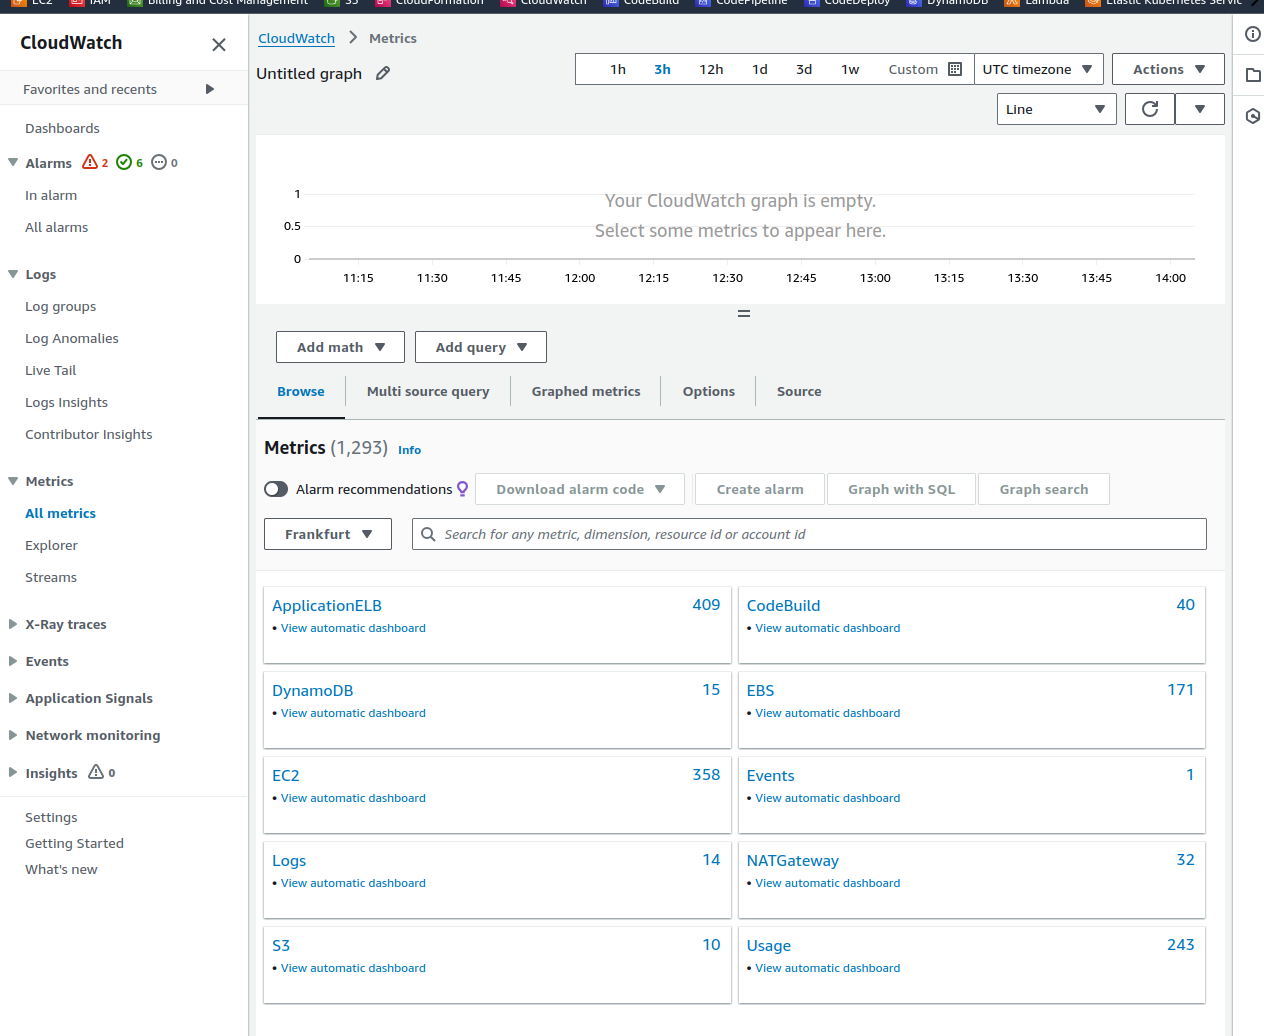 EC2 IAM Billing and Cost Management S3 CloudFormation CloudWatch CodeBuild CodePipeline CodeDeploy DynamoDB Lambda Elastic Kubernetes Servic
CloudWatch
Favorites and recents
Dashboards
Alarms 2 6 0
In alarm
All alarms
Logs
Log groups
Log Anomalies
Live Tail
Logs Insights
Contributor Insights
Metrics
All metrics
Explorer
Streams
X-Ray traces
Events
Application Signals
Network monitoring
Insights 0
Settings
Getting Started
What's new
CloudWatch > Metrics
Untitled graph
1h 3h 12h 1d 3d 1w Custom UTC timezone Actions
Line
Your CloudWatch graph is empty.
Select some metrics to appear here.
1
0.5
0
11:15 11:30 11:45 12:00 12:15 12:30 12:45 13:00 13:15 13:30 13:45 14:00
Add math Add query
Browse Multi source query Graphed metrics Options Source
Metrics (1,293) Info
Alarm recommendations Download alarm code Create alarm Graph with SQL Graph search
Frankfurt Search for any metric, dimension, resource id or account id
ApplicationELB 409
• View automatic dashboard
CodeBuild 40
• View automatic dashboard
DynamoDB 15
• View automatic dashboard
EBS 171
• View automatic dashboard
EC2 358
• View automatic dashboard
Events 1
• View automatic dashboard
Logs 14
• View automatic dashboard
NATGateway 32
• View automatic dashboard
S3 10
• View automatic dashboard
Usage 243
• View automatic dashboard